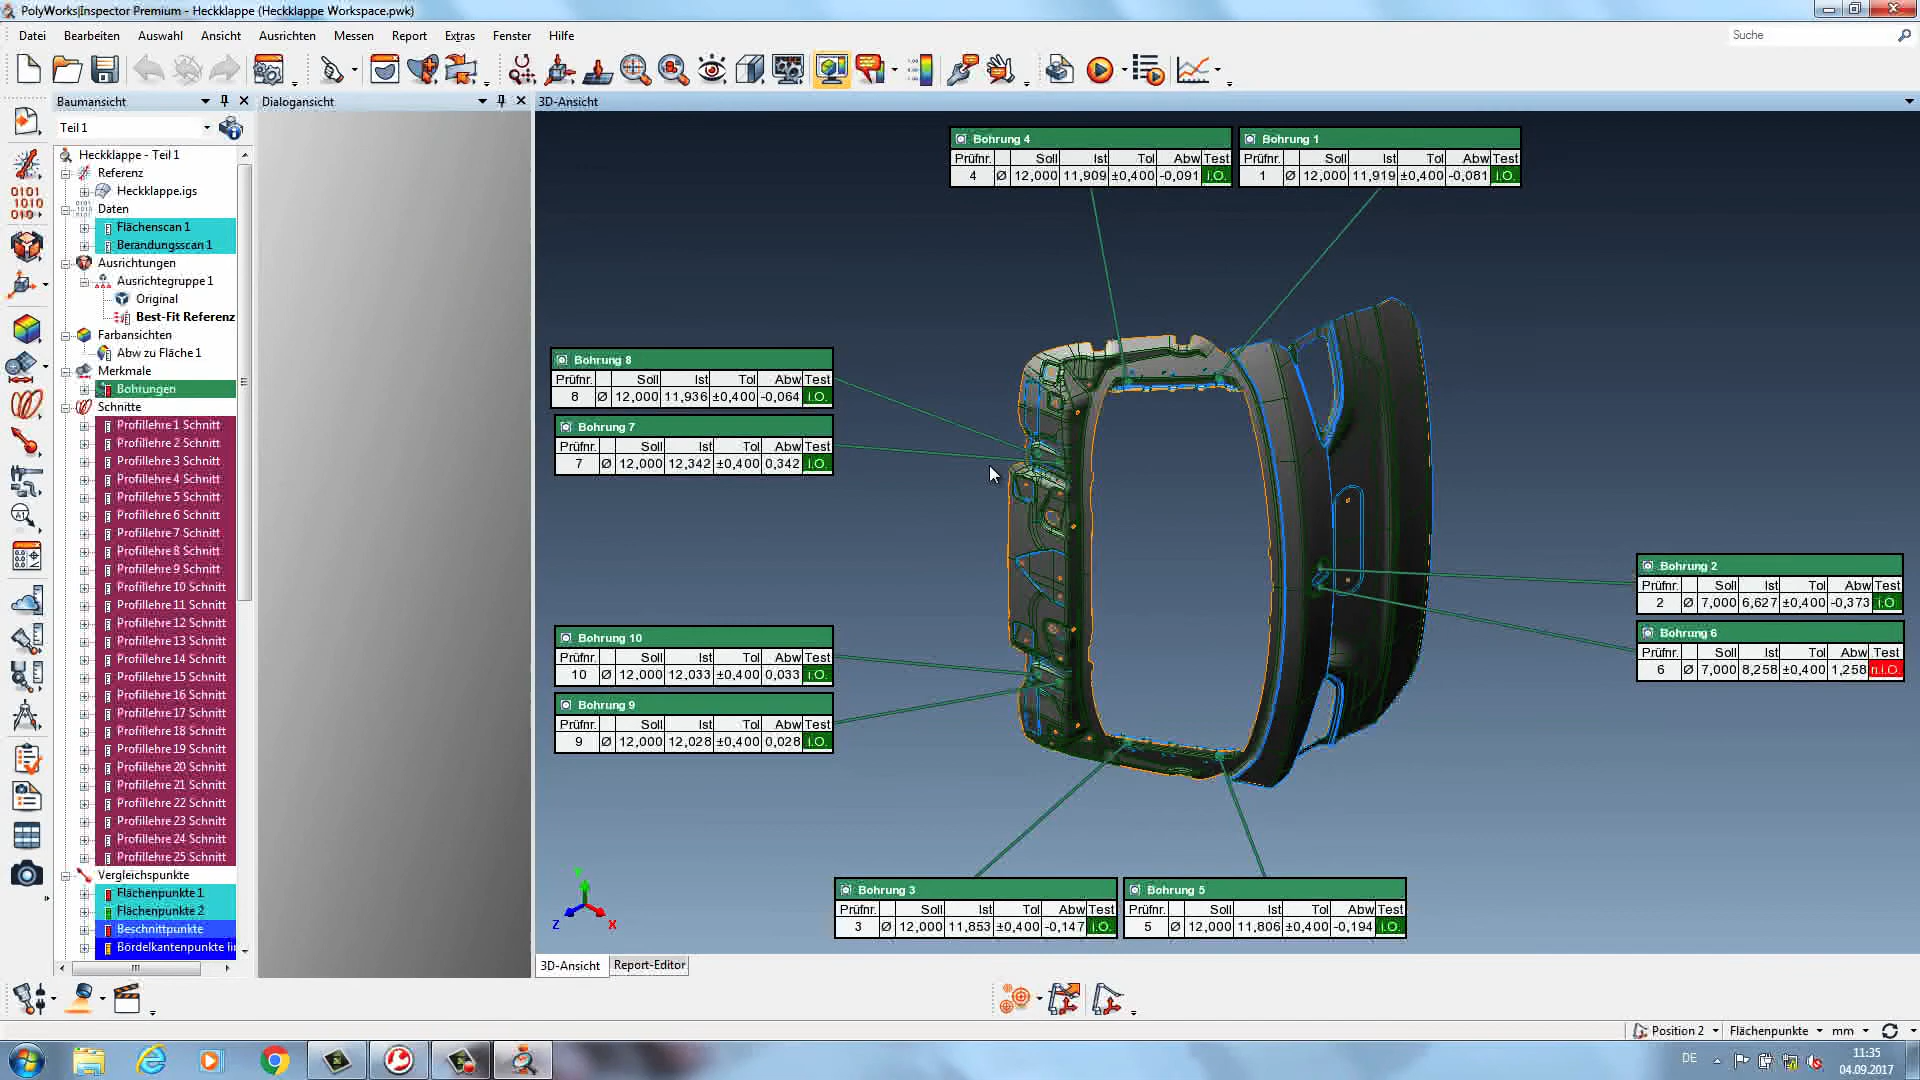 PolyWorks|Inspector Premium - Heckklappe (Heckklappe Workspace.pwk)
Datei Bearbeiten Auswahl Ansicht Ausrichten Messen Report Extras Fenster Hilfe
Suche
Baumansicht
Dialogansicht
3D-Ansicht
Teil 1
Heckklappe - Teil 1
Referenz
Heckklappe.igs
Daten
Flächenscan 1
Berandungsscan 1
Ausrichtungen
Ausrichtegruppe 1
Original
Best-Fit Referenz
Farbansichten
Abw zu Fläche 1
Merkmale
Bohrungen
Schnitte
Profillehre 1 Schnitt
Profillehre 2 Schnitt
Profillehre 3 Schnitt
Profillehre 4 Schnitt
Profillehre 5 Schnitt
Profillehre 6 Schnitt
Profillehre 7 Schnitt
Profillehre 8 Schnitt
Profillehre 9 Schnitt
Profillehre 10 Schnitt
Profillehre 11 Schnitt
Profillehre 12 Schnitt
Profillehre 13 Schnitt
Profillehre 14 Schnitt
Profillehre 15 Schnitt
Profillehre 16 Schnitt
Profillehre 17 Schnitt
Profillehre 18 Schnitt
Profillehre 19 Schnitt
Profillehre 20 Schnitt
Profillehre 21 Schnitt
Profillehre 22 Schnitt
Profillehre 23 Schnitt
Profillehre 24 Schnitt
Profillehre 25 Schnitt
Vergleichspunkte
Flächenpunkte 1
Flächenpunkte 2
Beschnittpunkte
Bördelkantenpunkte
Bohrung 4
Prüfnr. Soll Ist Tol Abw Test
4 Ø 12,000 11,909 ±0,400 -0,091 i.O.
Bohrung 1
Prüfnr. Soll Ist Tol Abw Test
1 Ø 12,000 11,919 ±0,400 -0,081 i.O.
Bohrung 8
Prüfnr. Soll Ist Tol Abw Test
8 Ø 12,000 11,936 ±0,400 -0,064 i.O.
Bohrung 7
Prüfnr. Soll Ist Tol Abw Test
7 Ø 12,000 12,342 ±0,400 0,342 i.O.
Bohrung 2
Prüfnr. Soll Ist Tol Abw Test
2 Ø 7,000 6,627 ±0,400 -0,373 i.O.
Bohrung 6
Prüfnr. Soll Ist Tol Abw Test
6 Ø 7,000 8,258 ±0,400 1,258 n.i.O.
Bohrung 10
Prüfnr. Soll Ist Tol Abw Test
10 Ø 12,000 12,033 ±0,400 0,033 i.O.
Bohrung 9
Prüfnr. Soll Ist Tol Abw Test
9 Ø 12,000 12,028 ±0,400 0,028 i.O.
Bohrung 3
Prüfnr. Soll Ist Tol Abw Test
3 Ø 12,000 11,853 ±0,400 -0,147 i.O.
Bohrung 5
Prüfnr. Soll Ist Tol Abw Test
5 Ø 12,000 11,806 ±0,400 -0,194 i.O.
Y
Z
X
3D-Ansicht Report-Editor
Position 2 Flächenpunkte mm
DE
11:35
04.09.2017